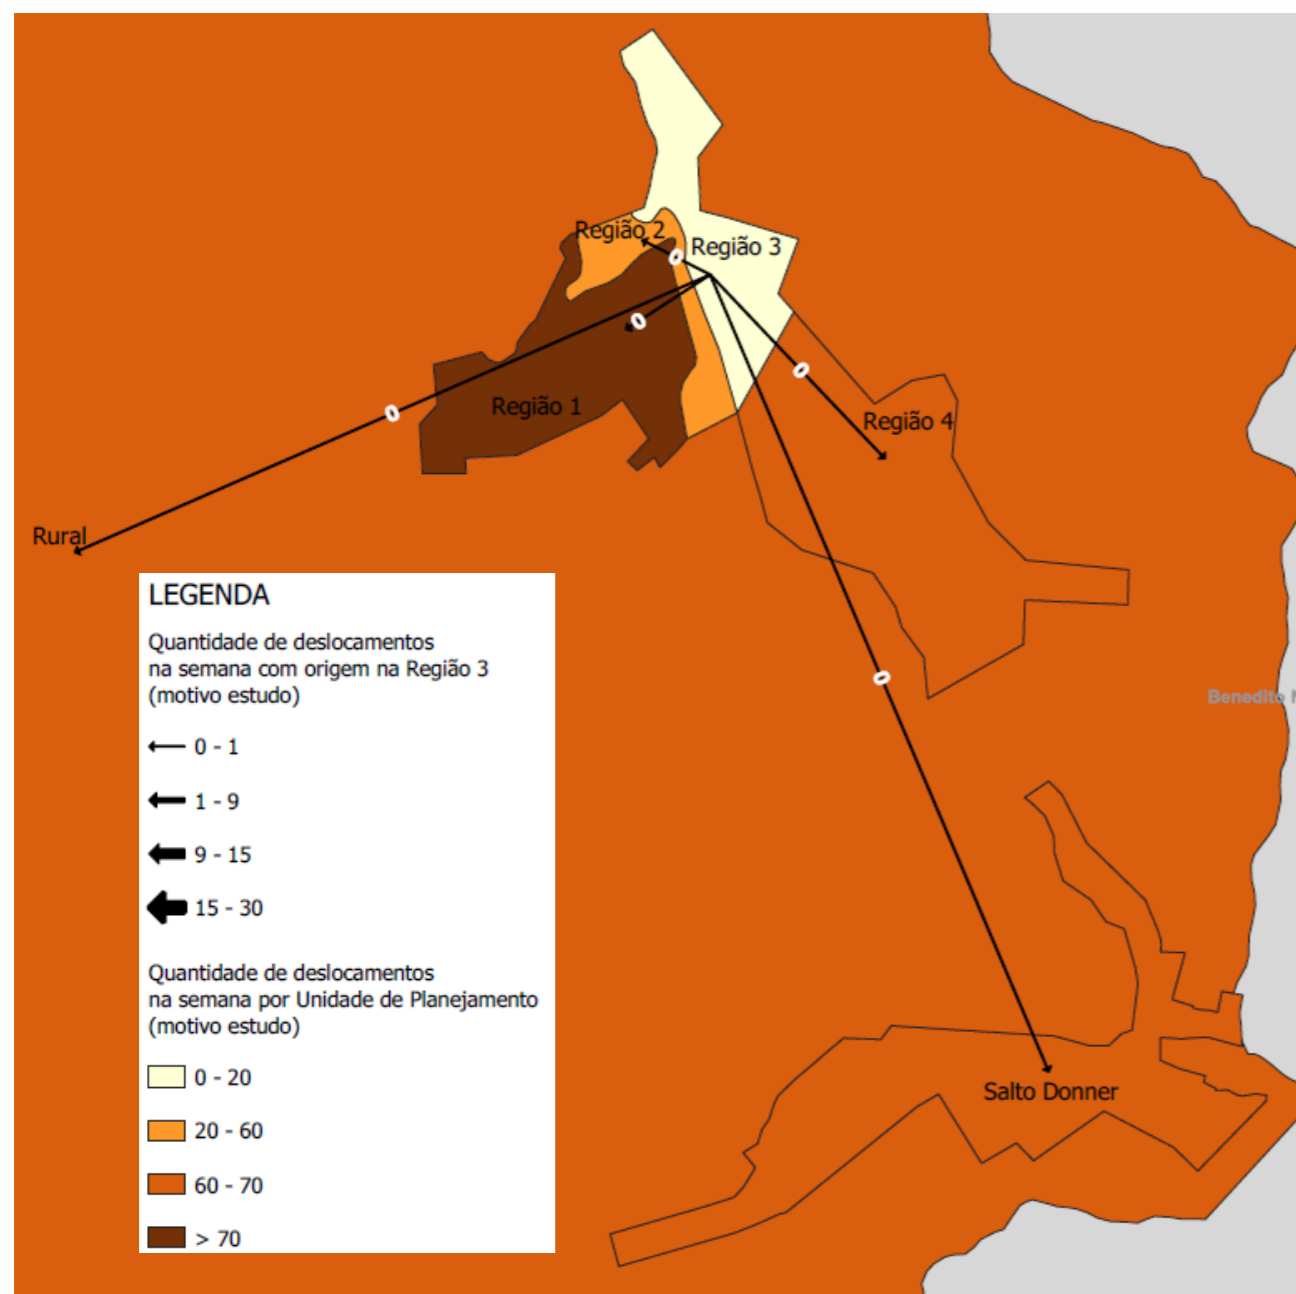 Região 2
Região 3
0
0
0
0
Região 1
Região 4
Rural
0
LEGENDA
Quantidade de deslocamentos
na semana com origem na Região 3
(motivo estudo)
0 - 1
1 - 9
9 - 15
15 - 30
Quantidade de deslocamentos
na semana por Unidade de Planejamento
(motivo estudo)
0 - 20
20 - 60
60 - 70
> 70
Benedito
Salto Donner